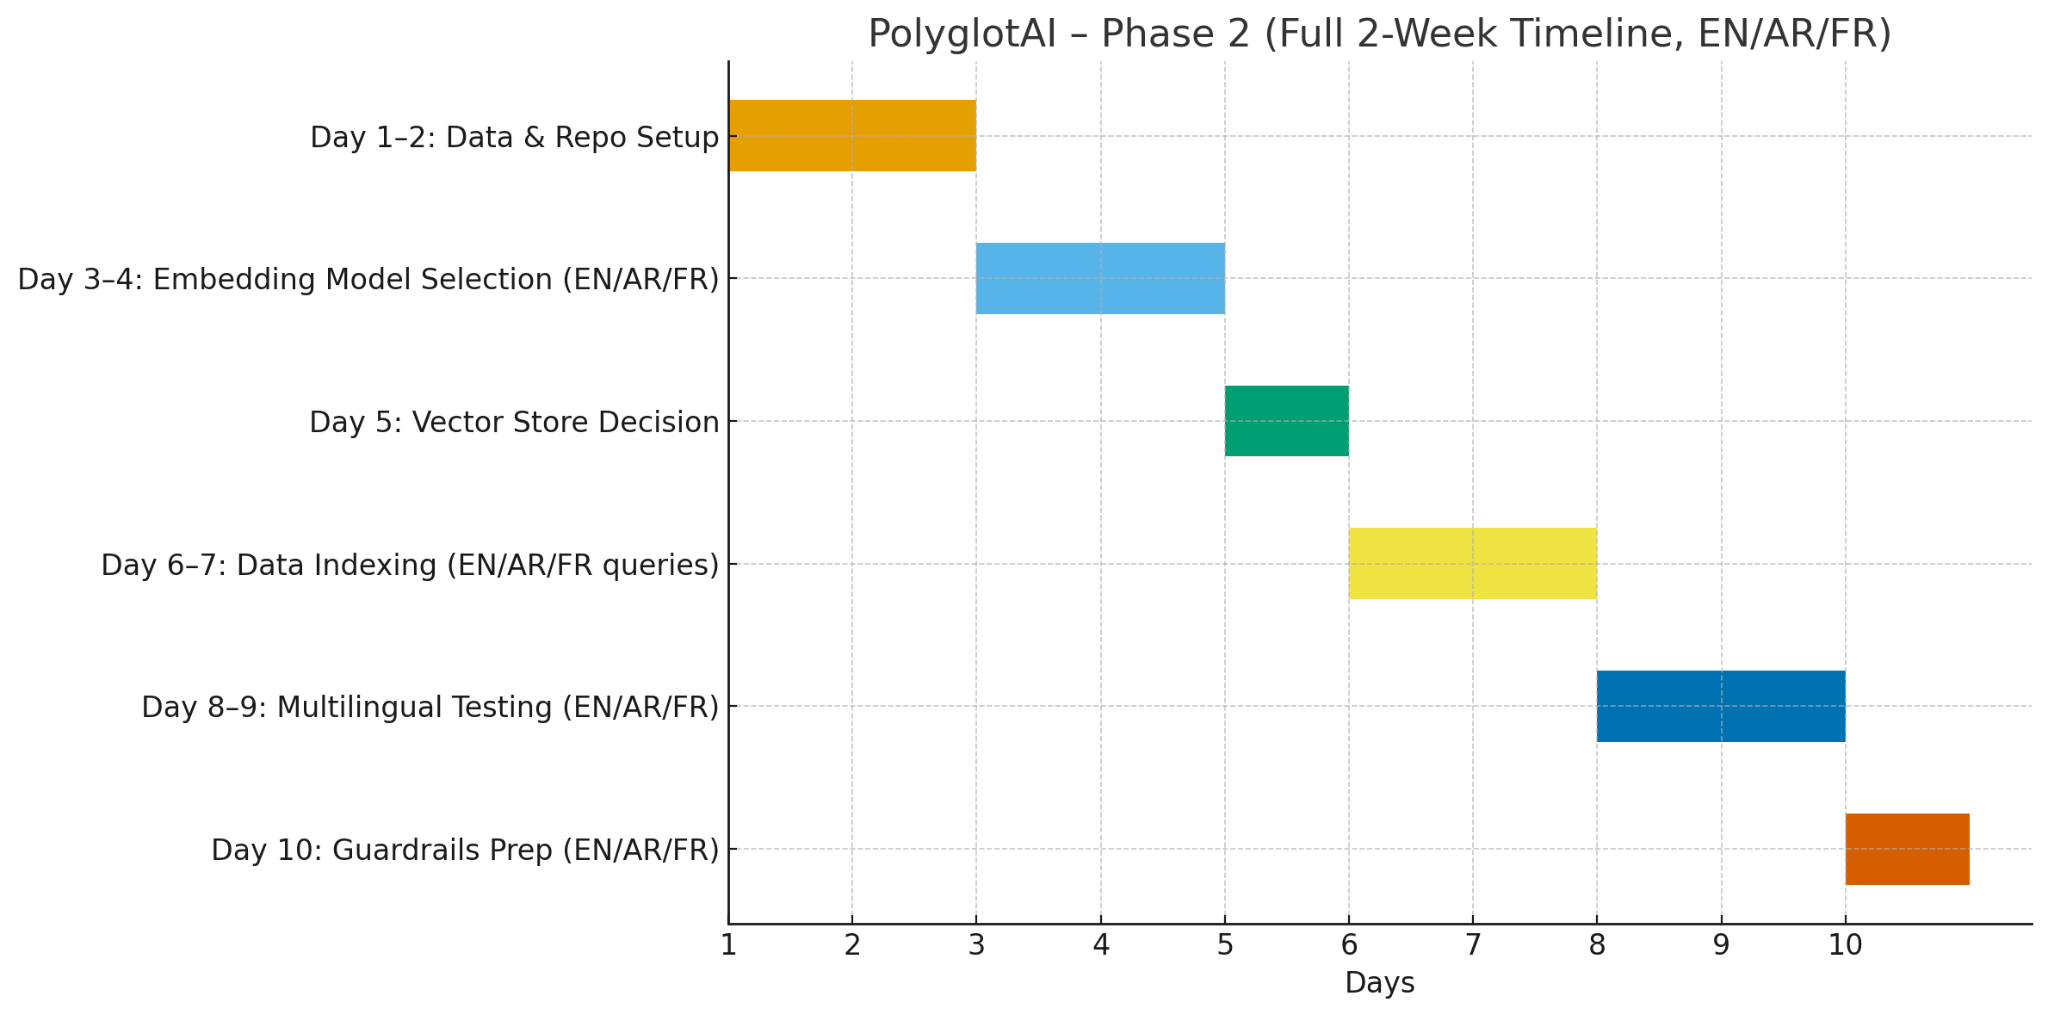 PolyglotAI – Phase 2 (Full 2-Week Timeline, EN/AR/FR)
Day 1–2: Data & Repo Setup
Day 3–4: Embedding Model Selection (EN/AR/FR)
Day 5: Vector Store Decision
Day 6–7: Data Indexing (EN/AR/FR queries)
Day 8–9: Multilingual Testing (EN/AR/FR)
Day 10: Guardrails Prep (EN/AR/FR)
1 2 3 4 5 6 7 8 9 10
Days